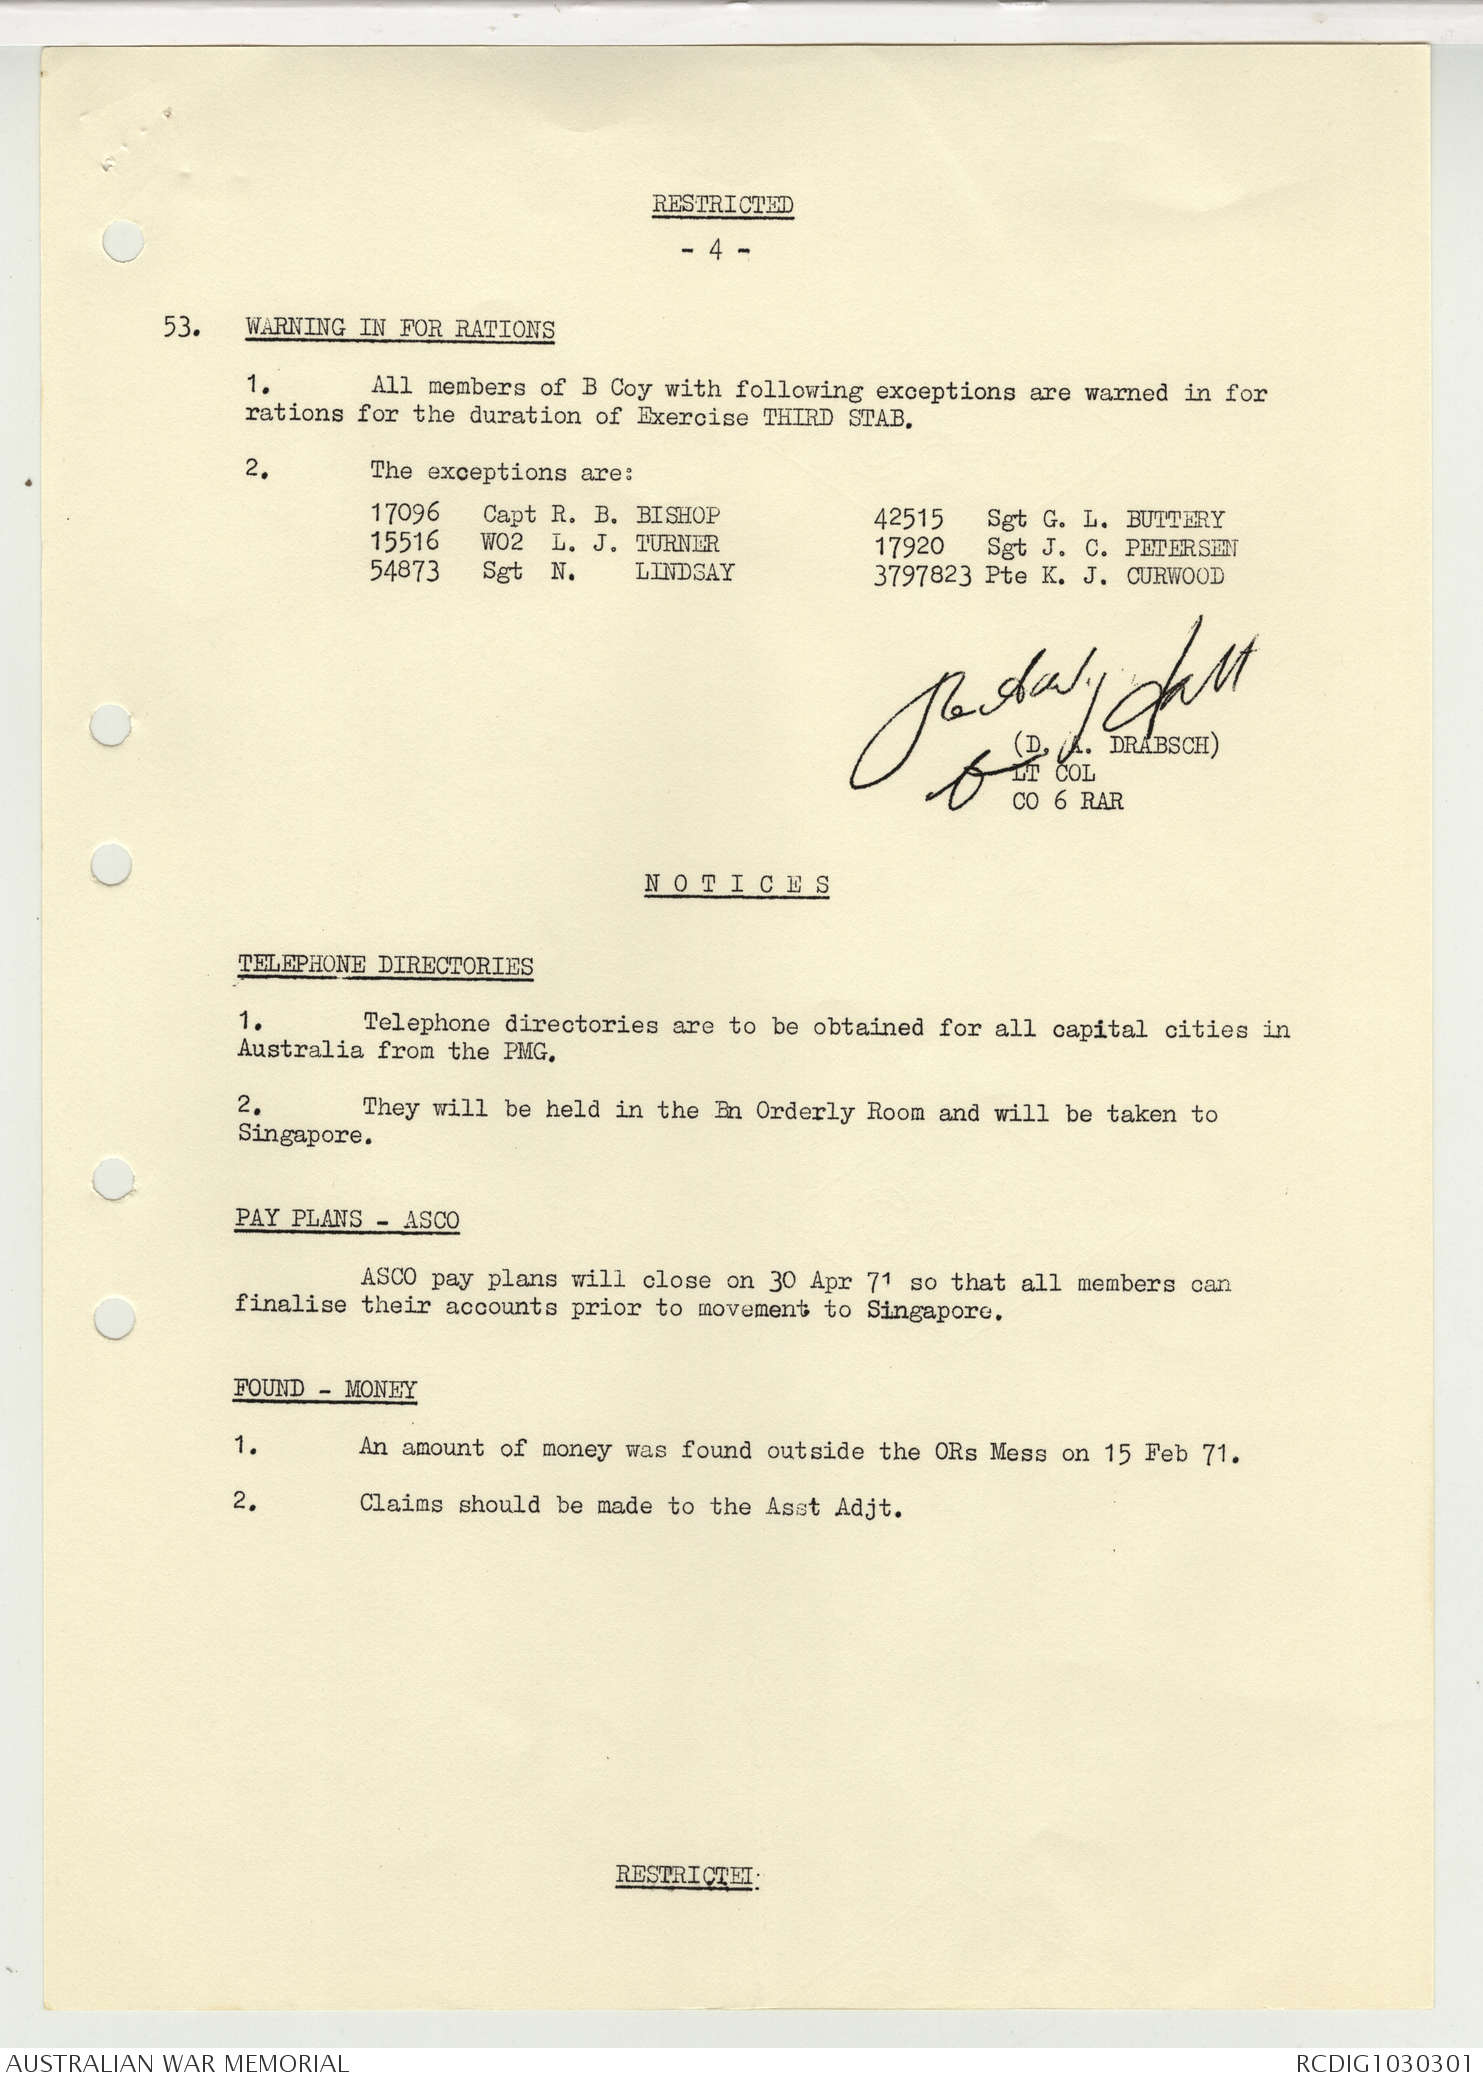 RESTRICTED
- 4 -
53. WARNING IN FOR RATIONS
1. All members of B Coy with following exceptions are warned in for
rations for the duration of Exercise THIRD STAB.
2. The exceptions are:
17096 Capt R. B. BISHOP 42515 Sgt G. L. BUTTERY
15516 WO2 L. J. TURNER 17920 Sgt J. C. PETERSEN
54873 Sgt N. LINDSAY 3797823 Pte K. J. CURWOOD
(D. A. DRABSCH)
LT COL
CO 6 RAR
N O T I C E S
TELEPHONE DIRECTORIES
1. Telephone directories are to be obtained for all capital cities in
Australia from the PMG.
2. They will be held in the Bn Orderly Room and will be taken to
Singapore.
PAY PLANS - ASCO
ASCO pay plans will close on 30 Apr 71 so that all members can
finalise their accounts prior to movement to Singapore.
FOUND - MONEY
1. An amount of money was found outside the ORs Mess on 15 Feb 71.
2. Claims should be made to the Asst Adjt.
RESTRICTED
AUSTRALIAN WAR MEMORIAL RCDIG1030301